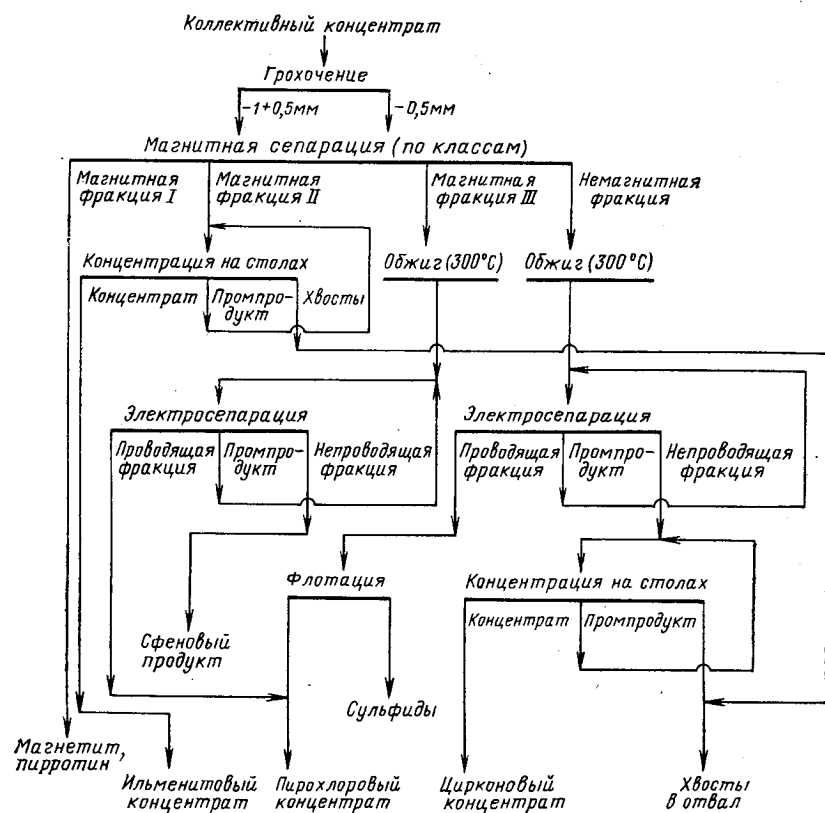 Коллективный концентрат
Грохочение
-1+0,5мм
-0,5мм
Магнитная сепарация (по классам)
Магнитная
фракция I
Магнитная
фракция II
Магнитная
фракция III
Немагнитная
фракция
Концентрация на столах
Обжиг (300°С)
Обжиг (300°С)
Концентрат
Промпро-
дукт
Хвосты
Электросепарация
Электросепарация
Проводящая
фракция
Промпро-
дукт
Непроводящая
фракция
Проводящая
фракция
Промпро-
дукт
Непроводящая
фракция
Флотация
Концентрация на столах
Концентрат
Промпродукт
Сфеновый
продукт
Сульфиды
Магнетит,
пирротин
Ильменитовый
концентрат
Пирохлоровый
концентрат
Цирконовый
концентрат
Хвосты
в отвал